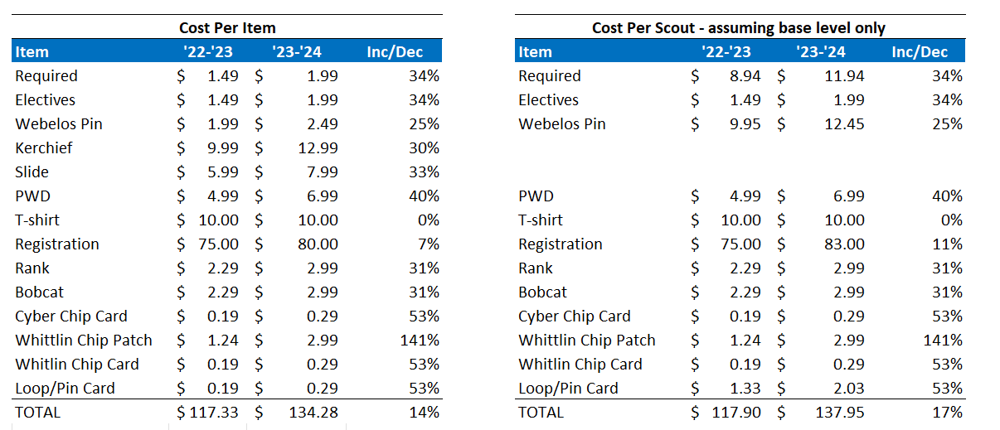 Cost Per Item
Item '22-'23 '23-'24 Inc/Dec
Required $ 1.49 $ 1.99 34%
Electives $ 1.49 $ 1.99 34%
Webelos Pin $ 1.99 $ 2.49 25%
Kerchief $ 9.99 $ 12.99 30%
Slide $ 5.99 $ 7.99 33%
PWD $ 4.99 $ 6.99 40%
T-shirt $ 10.00 $ 10.00 0%
Registration $ 75.00 $ 80.00 7%
Rank $ 2.29 $ 2.99 31%
Bobcat $ 2.29 $ 2.99 31%
Cyber Chip Card $ 0.19 $ 0.29 53%
Whittlin Chip Patch $ 1.24 $ 2.99 141%
Whitlin Chip Card $ 0.19 $ 0.29 53%
Loop/Pin Card $ 0.19 $ 0.29 53%
TOTAL $ 117.33 $ 134.28 14%
Cost Per Scout - assuming base level only
Item '22-'23 '23-'24 Inc/Dec
Required $ 8.94 $ 11.94 34%
Electives $ 1.49 $ 1.99 34%
Webelos Pin $ 9.95 $ 12.45 25%
PWD $ 4.99 $ 6.99 40%
T-shirt $ 10.00 $ 10.00 0%
Registration $ 75.00 $ 83.00 11%
Rank $ 2.29 $ 2.99 31%
Bobcat $ 2.29 $ 2.99 31%
Cyber Chip Card $ 0.19 $ 0.29 53%
Whittlin Chip Patch $ 1.24 $ 2.99 141%
Whitlin Chip Card $ 0.19 $ 0.29 53%
Loop/Pin Card $ 1.33 $ 2.03 53%
TOTAL $ 117.90 $ 137.95 17%